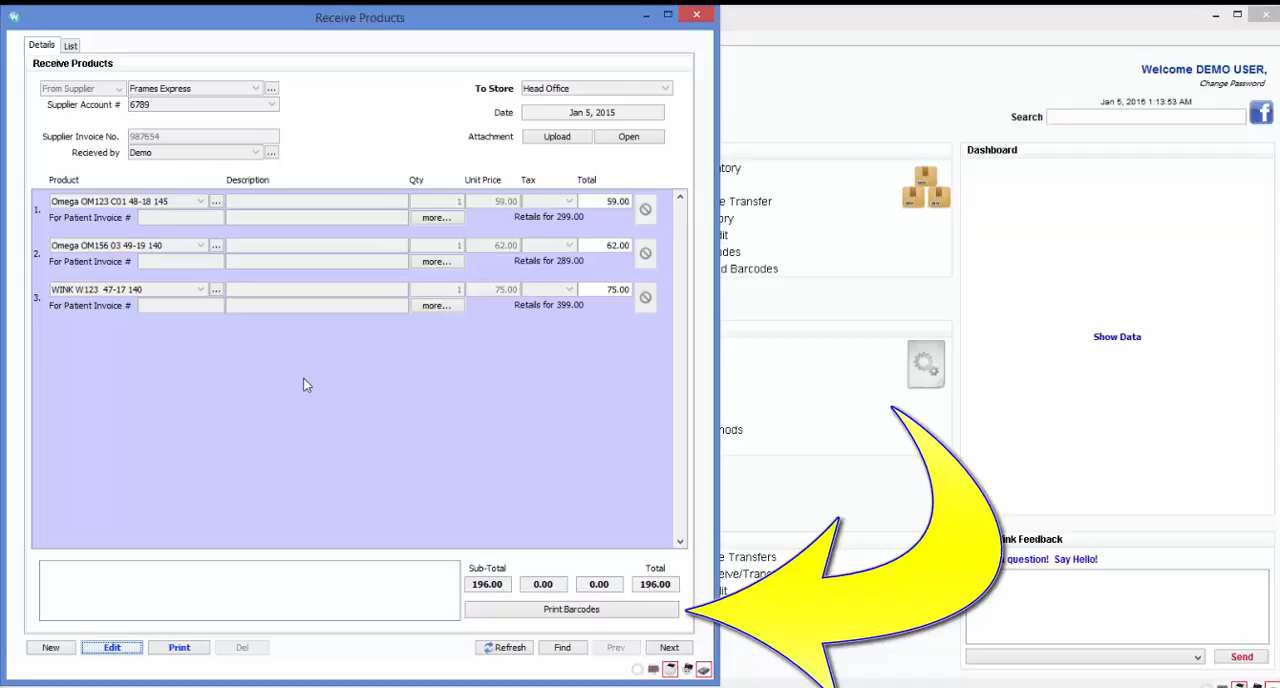 Receive Products
Details
List
Receive Products
From Supplier
Frames Express
...
To Store
Head Office
Supplier Account #
6789
Date
Jan 5, 2015
Supplier Invoice No.
987654
Attachment
Upload
Open
Recieved by
Demo
...
Product
Description
Qty
Unit Price
Tax
Total
1.
Omega OM123 C01 48-18 145
...
1
59.00
59.00
For Patient Invoice #
more...
Retails for 299.00
2.
Omega OM156 03 49-19 140
...
1
62.00
62.00
For Patient Invoice #
more...
Retails for 289.00
3.
WINK W123 47-17 140
...
1
75.00
75.00
For Patient Invoice #
more...
Retails for 399.00
Sub-Total
Total
196.00
0.00
0.00
196.00
Print Barcodes
New
Edit
Print
Del
Refresh
Find
Prev
Next
Welcome DEMO USER,
Change Password
Jan 5, 2015 1:13:53 AM
Search
f
Dashboard
Show Data
tory
e Transfer
ory
dit
odes
d Barcodes
nods
e Transfers
eive/Trans
dit
ink Feedback
question! Say Hello!
Send